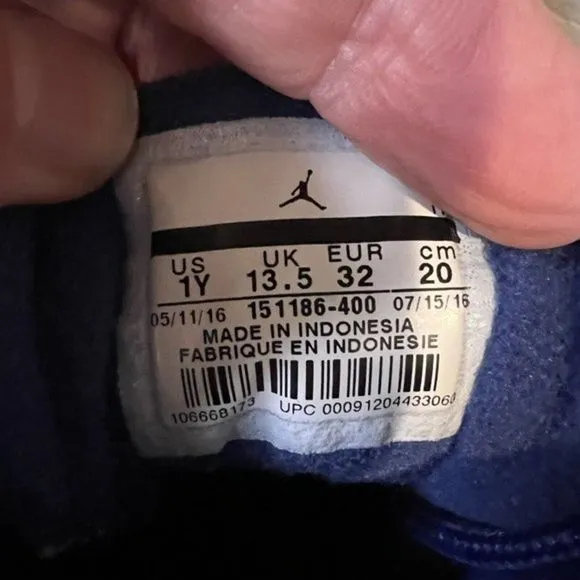 US UK EUR cm
1Y 13.5 32 20
05/11/16 151186-400 07/15/16
MADE IN INDONESIA
FABRIQUE EN INDONESIE
106668173 UPC 00091204433060